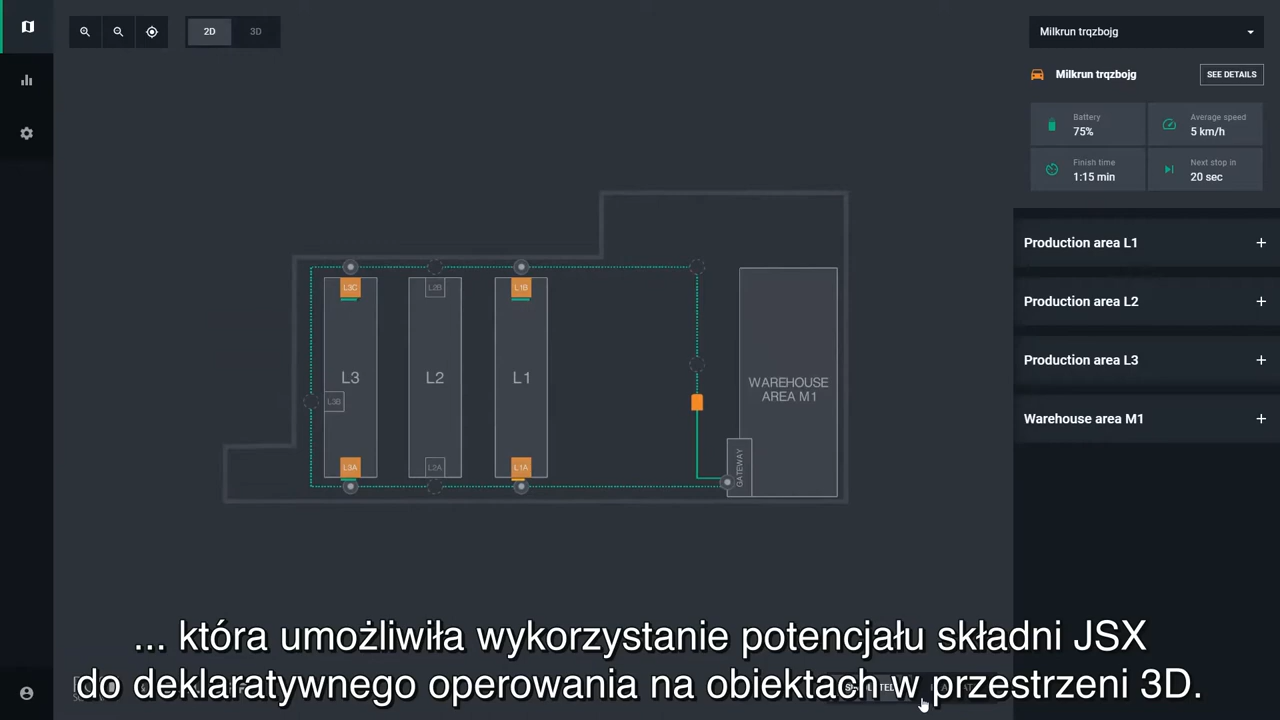 2D
3D
Milkrun trqzbojg
Milkrun trqzbojg
SEE DETAILS
Battery
75%
Average speed
5 km/h
Finish time
1:15 min
Next stop in
20 sec
Production area L1
Production area L2
Production area L3
Warehouse area M1
L3C
L2B
L1B
L3
L2
L1
WAREHOUSE
AREA M1
L3B
L3A
L2A
L1A
GATEWAY
... która umożliwiła wykorzystanie potencjału składni JSX
do deklaratywnego operowania na obiektach w przestrzeni 3D.